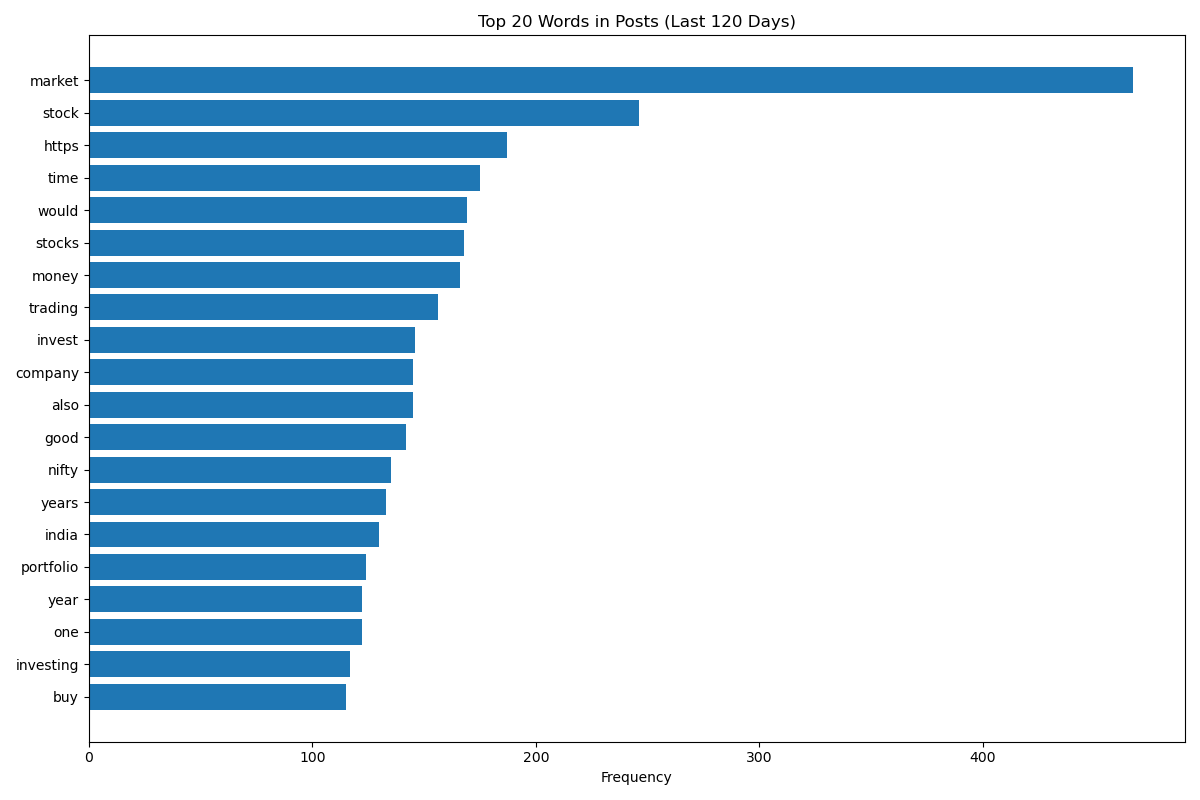 Top 20 Words in Posts (Last 120 Days)
market
stock
https
time
would
stocks
money
trading
invest
company
also
good
nifty
years
india
portfolio
year
one
investing
buy
0 100 200 300 400
Frequency